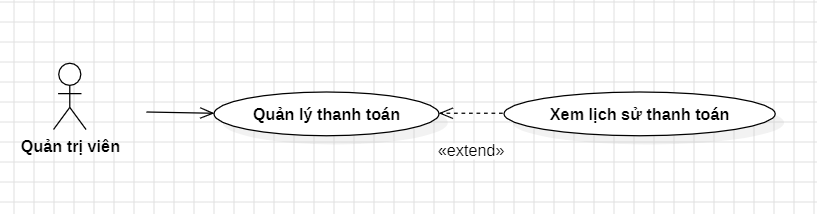 Quản trị viên
Quản lý thanh toán
Xem lịch sử thanh toán
«extend»